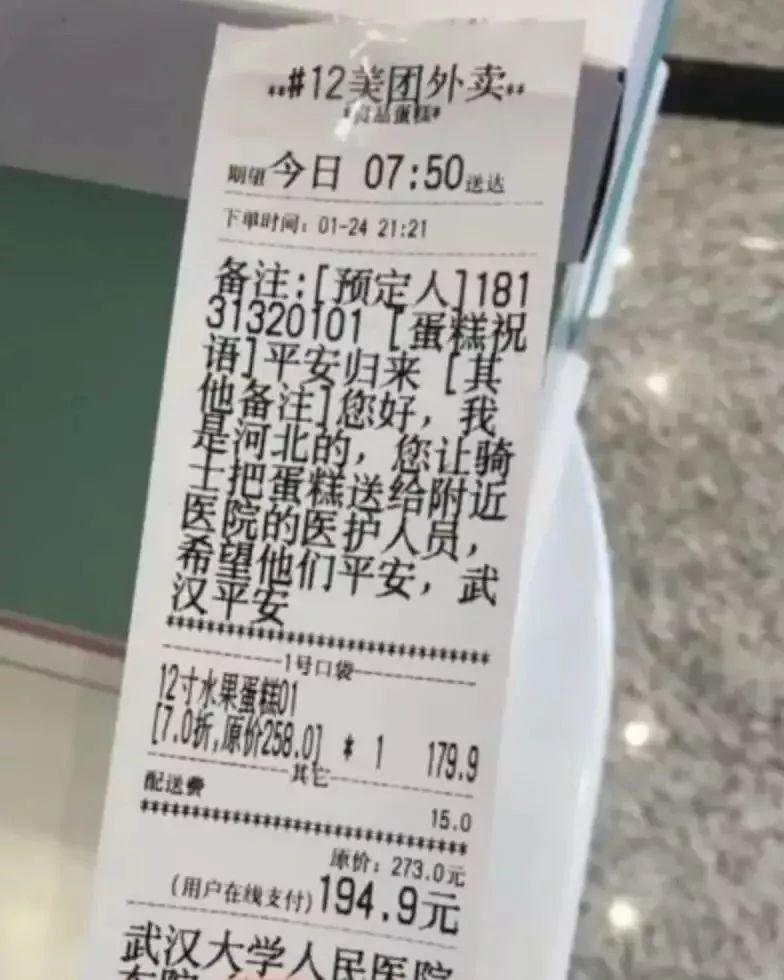 **#12美团外卖**
*良品蛋糕*
期望今日 07:50送达
下单时间：01-24 21:21
备注：[预定人]181
31320101 [蛋糕祝
语]平安归来 [其
他备注]您好，我
是河北的，您让骑
士把蛋糕送给附近
医院的医护人员，
希望他们平安，武
汉平安
********************************
1号口袋
12寸水果蛋糕01
[7.0折,原价258.0] * 1 179.9
其它
配送费 15.0
********************************
原价：273.0元
(用户在线支付)194.9元
武汉大学人民医院
东院